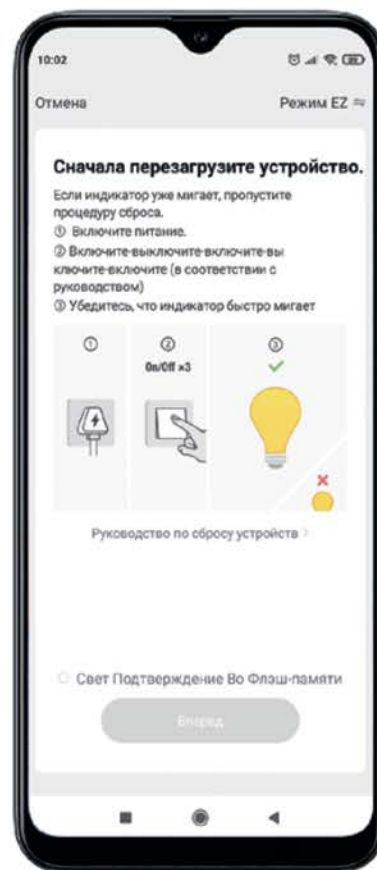 10:02
Отмена
Режим EZ
Сначала перезагрузите устройство.
Если индикатор уже мигает, пропустите
процедуру сброса.
① Включите питание.
② Включите-выключите-включите-вы
ключите-включите (в соответствии с
руководством)
③ Убедитесь, что индикатор быстро мигает
① ② ③
On/Off ×3
Руководство по сбросу устройств >
Свет Подтверждение Во Флэш-памяти
Вперед